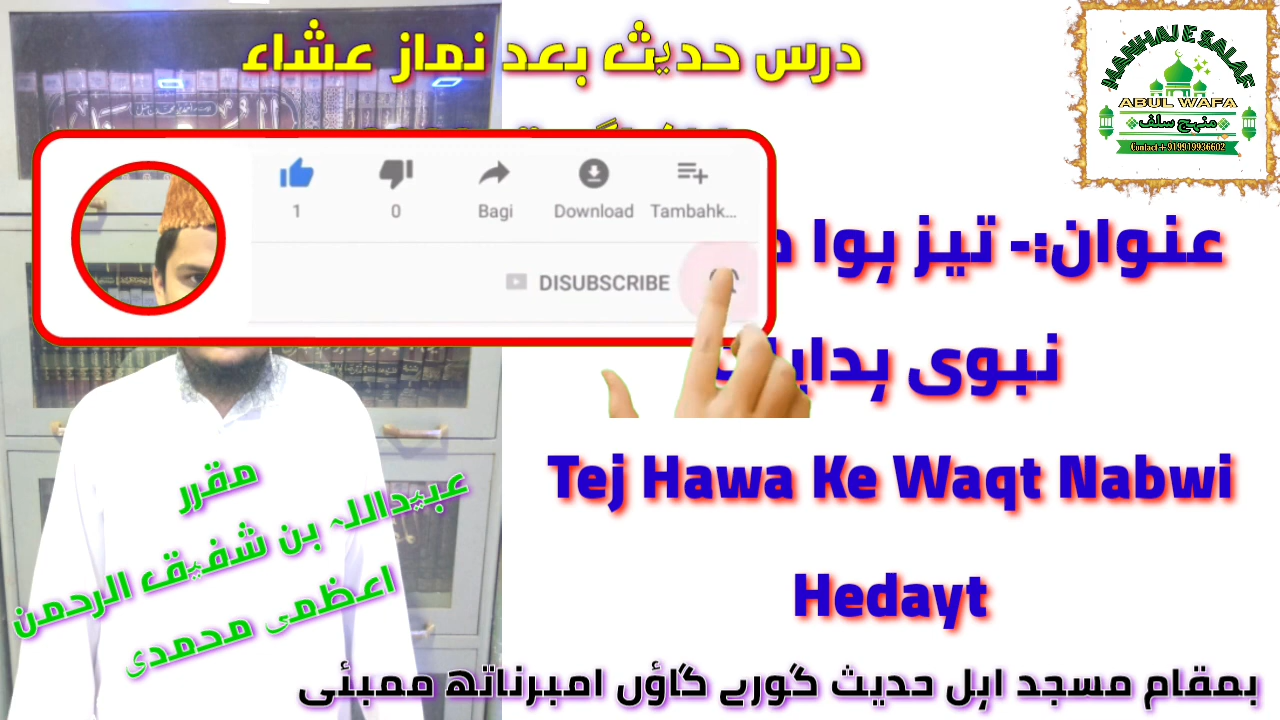 درس حدیث بعد نماز عشاء
MANHAJ E SALAF
ABUL WAFA
منہج سلف
Contact:+919919936602
1
0
Bagi
Download
Tambahk...
DISUBSCRIBE
عنوان:- تیز ہوا
نبوی
Tej Hawa Ke Waqt Nabwi
Hedayt
مقرر
عبیداللہ بن شفیق الرحمن
اعظمی محمدی
بمقام مسجد اہل حدیث گورے گاؤں امبرناتھ ممبئی